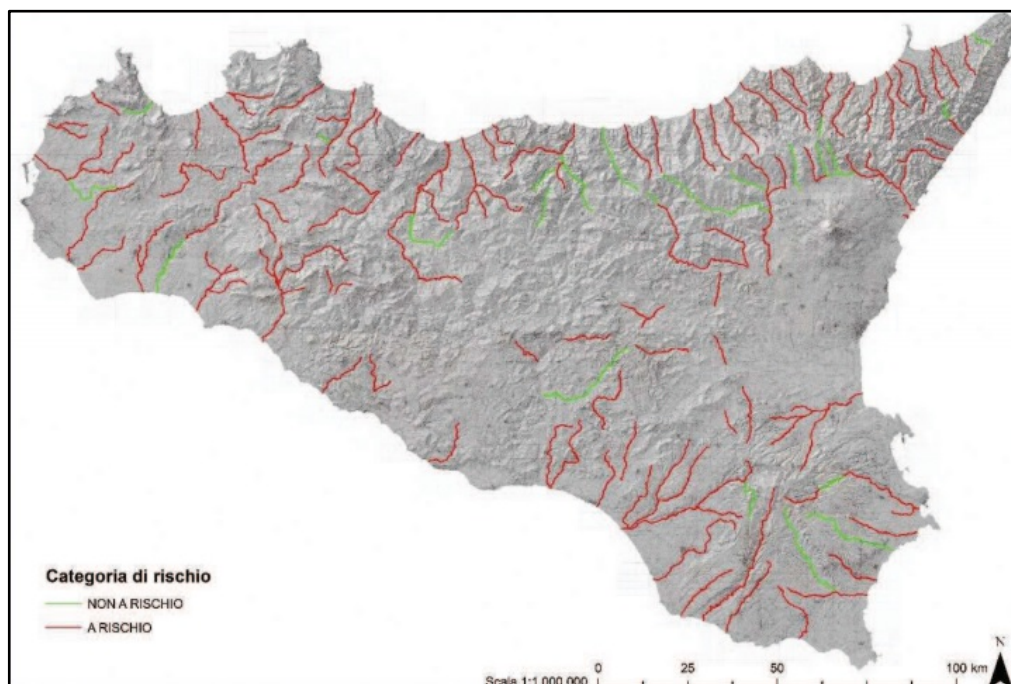 Categoria di rischio
NON A RISCHIO
A RISCHIO
N
Scala 1:1.000.000
0 25 50 100 km